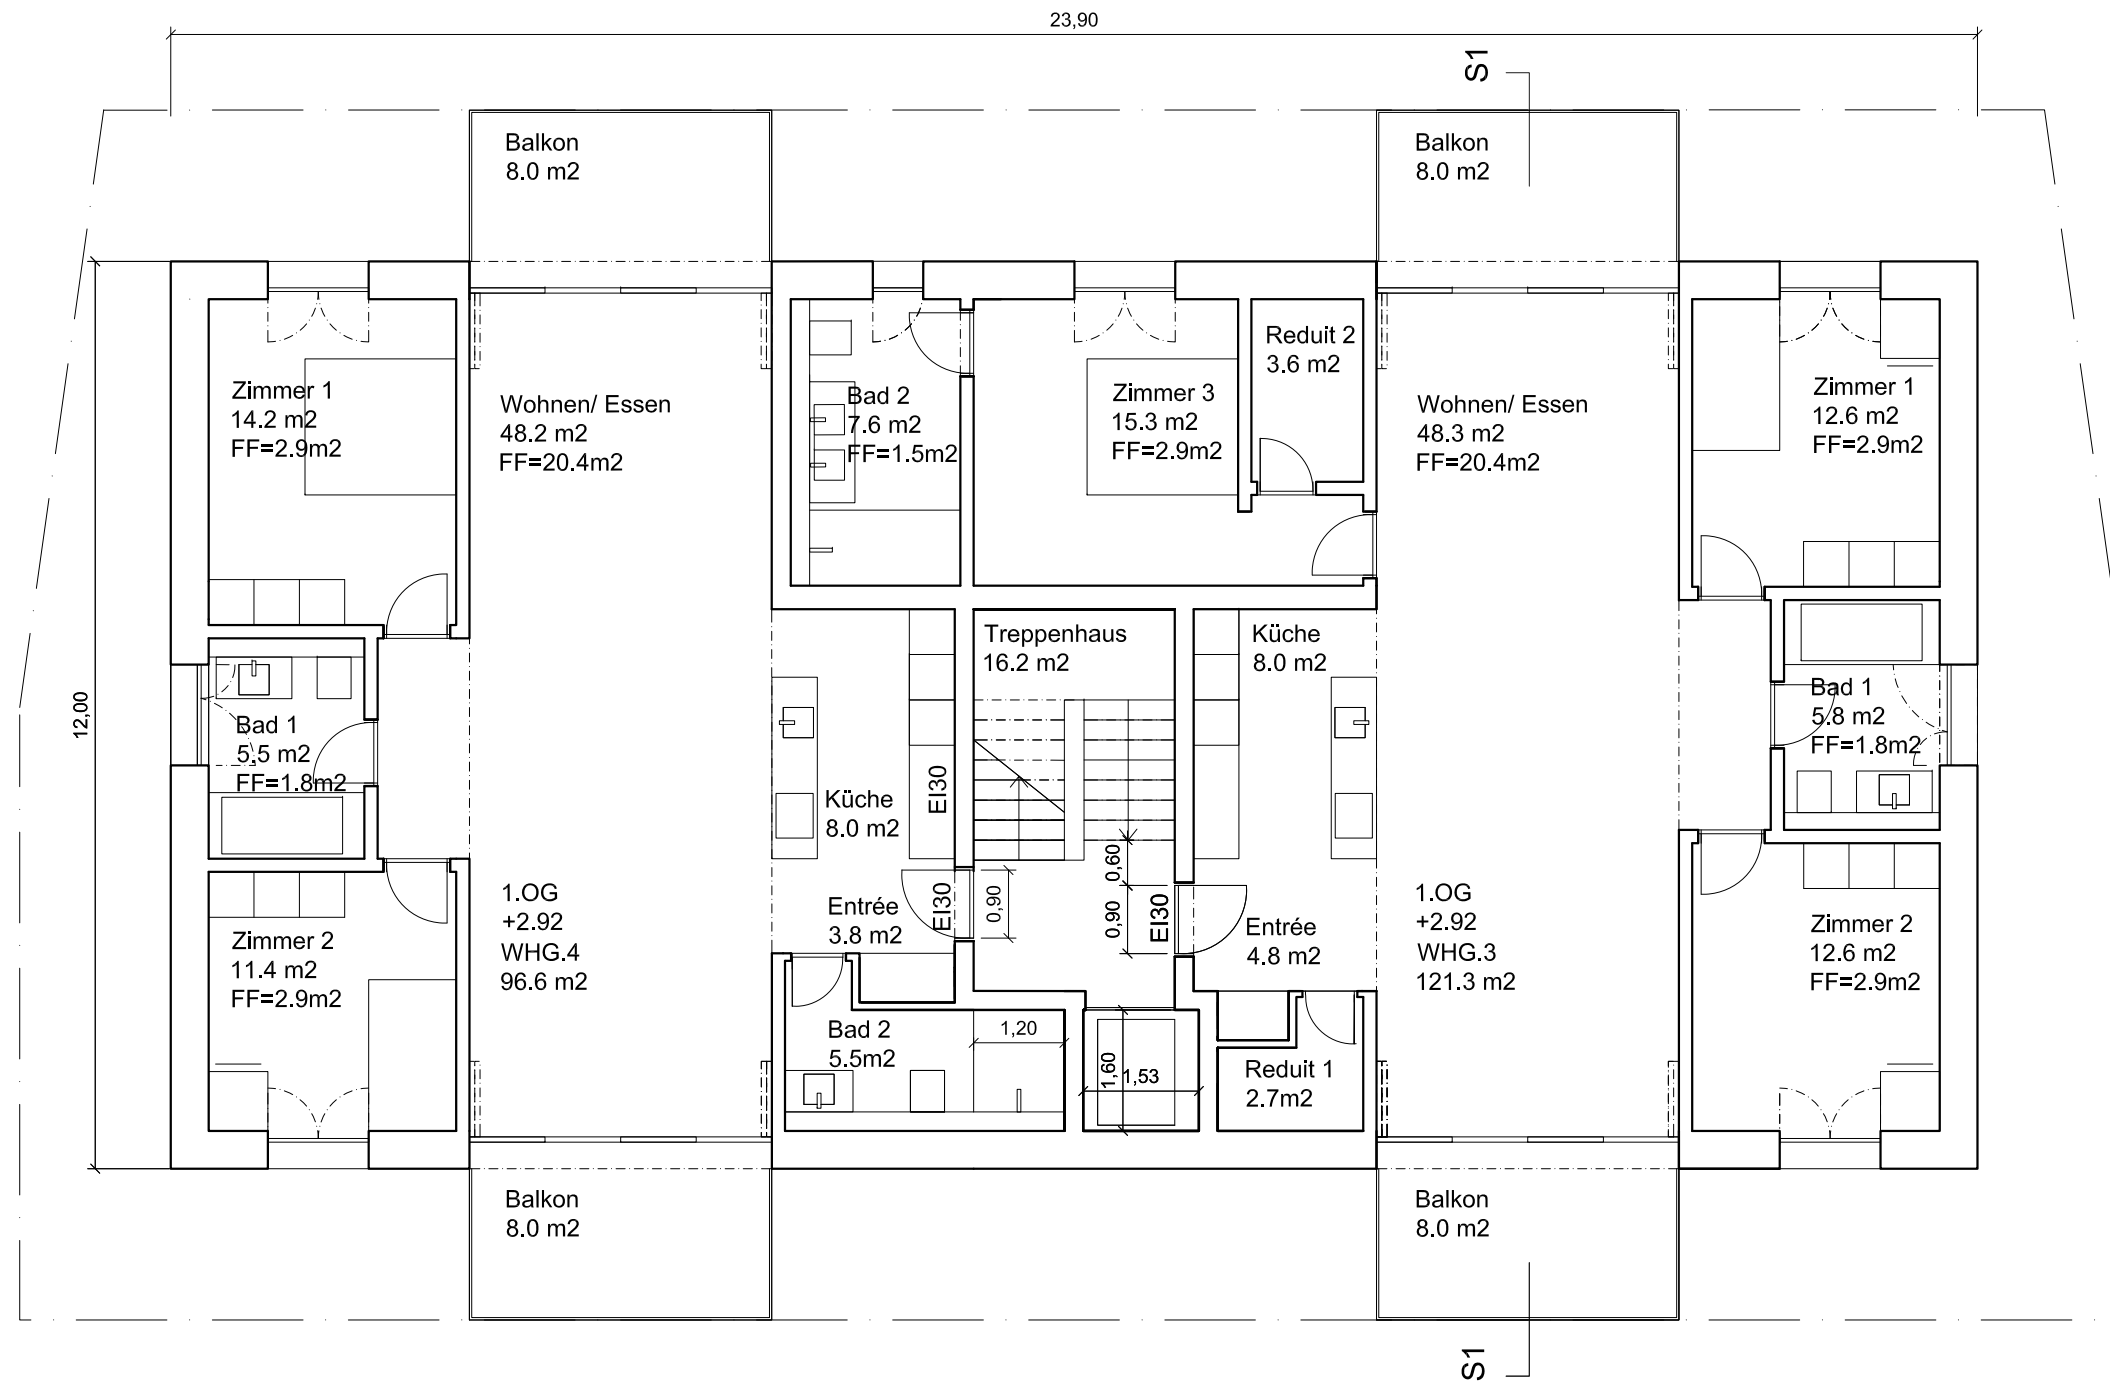 23,90
S1
Balkon
8.0 m2
Balkon
8.0 m2
Zimmer 1
14.2 m2
FF=2.9m2
Wohnen/ Essen
48.2 m2
FF=20.4m2
Bad 2
7.6 m2
FF=1.5m2
Zimmer 3
15.3 m2
FF=2.9m2
Reduit 2
3.6 m2
Wohnen/ Essen
48.3 m2
FF=20.4m2
Zimmer 1
12.6 m2
FF=2.9m2
12,00
Bad 1
5.5 m2
FF=1.8m2
Küche
8.0 m2
EI30
Treppenhaus
16.2 m2
Küche
8.0 m2
Bad 1
5.8 m2
FF=1.8m2
Zimmer 2
11.4 m2
FF=2.9m2
1.OG
+2.92
WHG.4
96.6 m2
Entrée
3.8 m2
EI30
0,90
0,60
0,90
EI30
Entrée
4.8 m2
1.OG
+2.92
WHG.3
121.3 m2
Zimmer 2
12.6 m2
FF=2.9m2
Bad 2
5.5m2
1,20
1,60
1,53
Reduit 1
2.7m2
Balkon
8.0 m2
Balkon
8.0 m2
S1